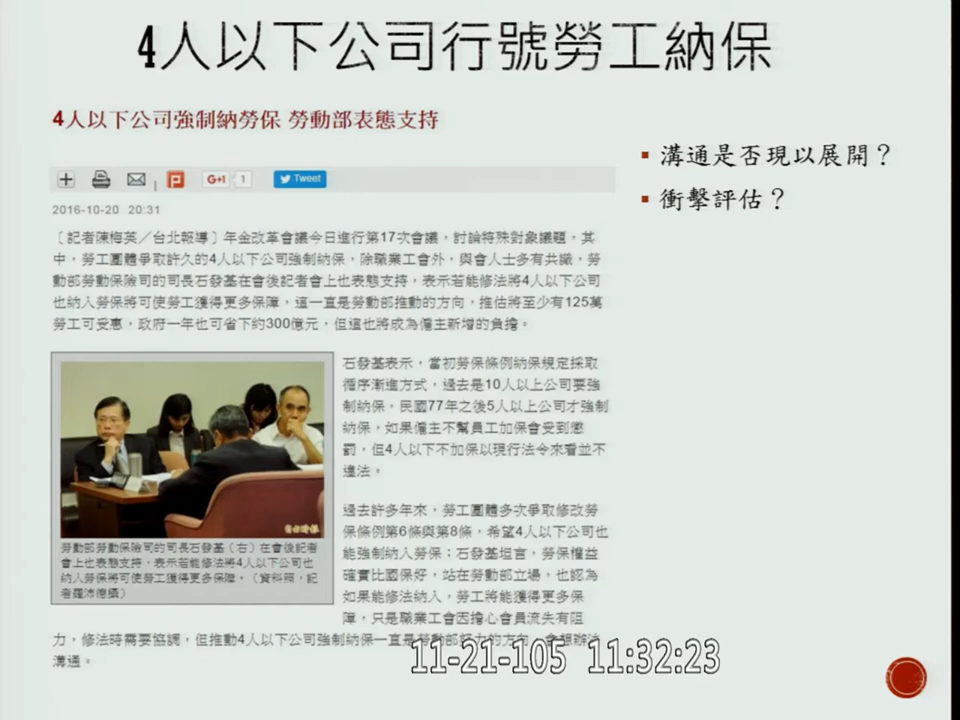 4人以下公司行號勞工納保
4人以下公司強制納勞保 勞動部表態支持
G+1 1 Tweet
2016-10-20 20:31
〔記者陳梅英／台北報導〕年金改革會議今日進行第17次會議，討論特殊對象議題，其
中，勞工團體爭取許久的4人以下公司強制納保，除職業工會外，與會人士多有共識，勞
動部勞動保險司的司長石發基在會後記者會上也表態支持，表示若能修法將4人以下公司
也納入勞保將可使勞工獲得更多保障，這一直是勞動部推動的方向，推估將至少有125萬
勞工可受惠，政府一年也可省下約300億元，但這也將成為僱主新增的負擔。
石發基表示，當初勞保條例納保規定採取
循序漸進方式，過去是10人以上公司要強
制納保，民國77年之後5人以上公司才強制
納保，如果僱主不幫員工加保會受到懲
罰，但4人以下不加保以現行法令來看並不
違法。
過去許多年來，勞工團體多次爭取修改勞
保條例第6條與第8條，希望4人以下公司也
能強制納入勞保；石發基坦言，勞保權益
確實比國保好，站在勞動部立場，也認為
如果能修法納入，勞工將能獲得更多保
障，只是職業工會因擔心會員流失有阻
力，修法時需要協調，但推動4人以下公司強制納保一直是勞動部努力的方向，會想辦法
溝通。
自由時報
勞動部勞動保險司的司長石發基（右）在會後記者
會上也表態支持，表示若能修法將4人以下公司也
納入勞保將可使勞工獲得更多保障。（資料照，記
者羅沛德攝）
▪ 溝通是否現以展開？
▪ 衝擊評估？
11-21-105 11:32:23